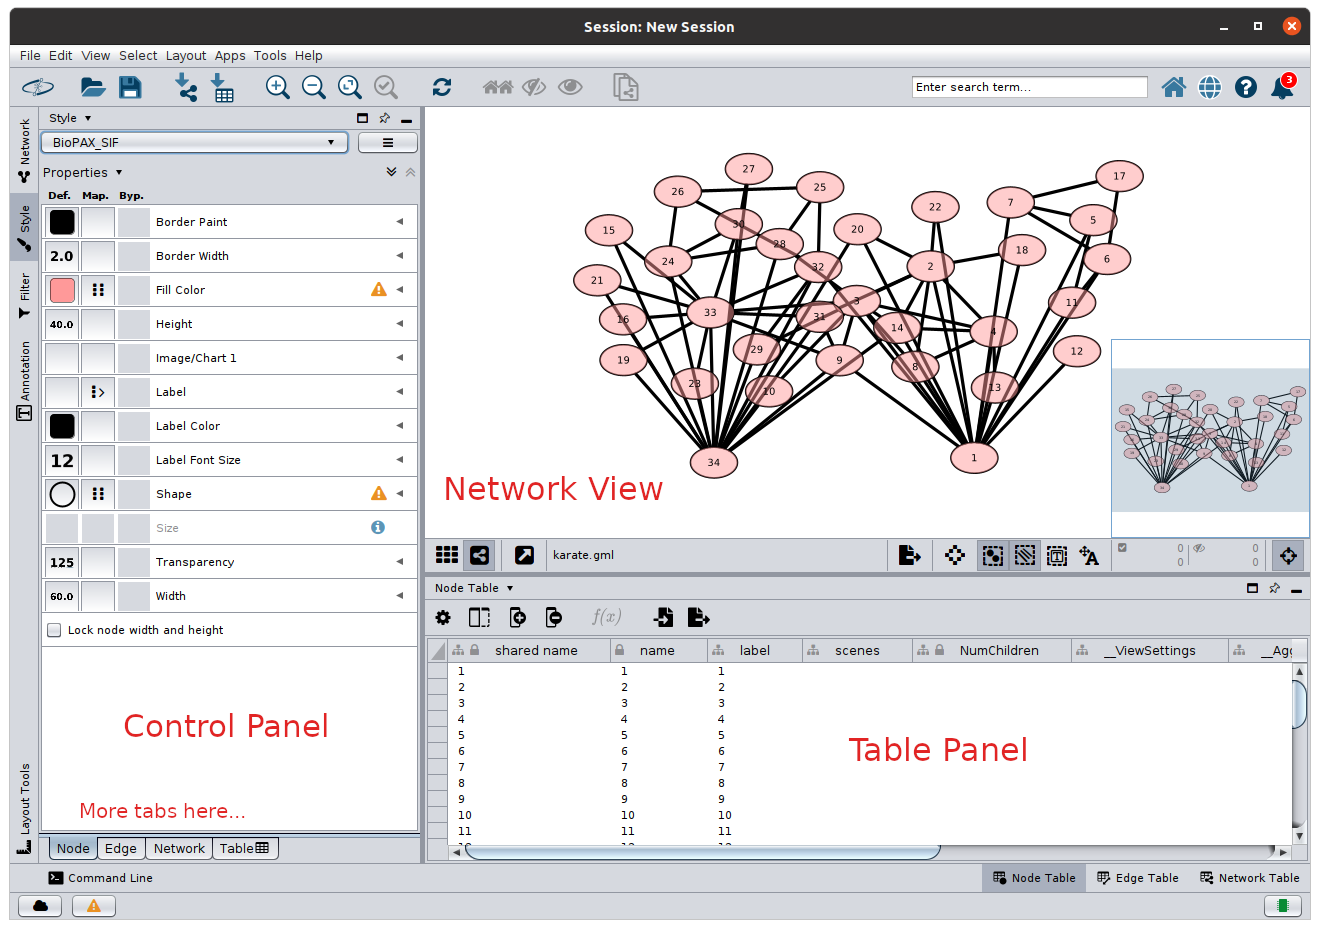 Session: New Session
File Edit View Select Layout Apps Tools Help
Enter search term...
3
Network
Style
Filter
Annotation
Layout Tools
Style
BioPAX_SIF
Properties
Def. Map. Byp.
Border Paint
2.0 Border Width
Fill Color
40.0 Height
Image/Chart 1
Label
Label Color
12 Label Font Size
Shape
Size
125 Transparency
60.0 Width
Lock node width and height
Control Panel
More tabs here...
Node Edge Network Table
27
17
26 25
7
22
5
15 30 20
28 18
24 6
32 2
21
3 11
33
16 31
14 4
29 12
19 9
8
23 10 13
34 1
Network View
karate.gml
0 0
0 0
Node Table
f(x)
shared name name label scenes NumChildren __ViewSettings __Agg
1 1 1
2 2 2
3 3 3
4 4 4
5 5 5
6 6 6
7 7 7
8 8 8
9 9 9
10 10 10
11 11 11
Table Panel
Command Line
Node Table Edge Table Network Table